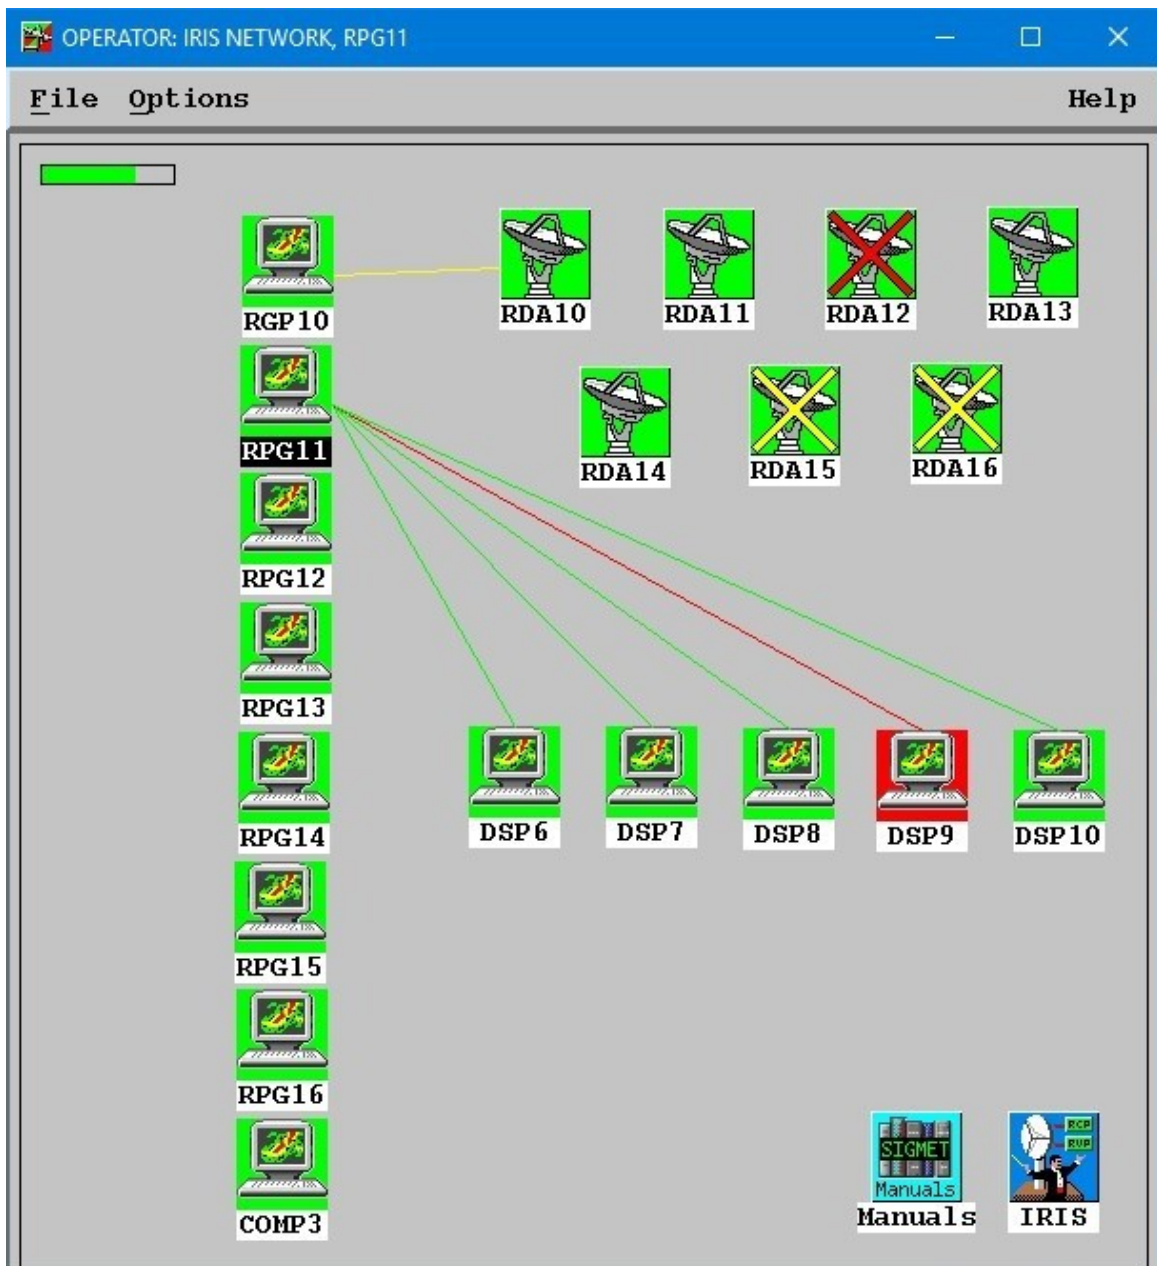 OPERATOR: IRIS NETWORK, RPG11
File Options Help
RGP10
RDA10 RDA11 RDA12 RDA13
RPG11
RDA14 RDA15 RDA16
RPG12
RPG13
RPG14
DSP6 DSP7 DSP8 DSP9 DSP10
RPG15
RPG16
COMP3
SIGMET
Manuals
Manuals
RCP
RVP
IRIS